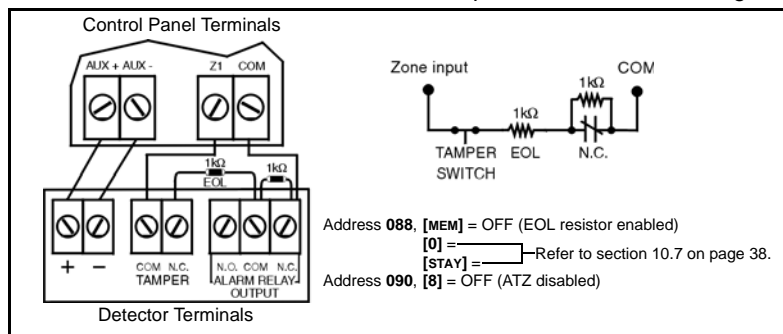 Control Panel Terminals
AUX + AUX -
Z1 COM
1kΩ
EOL
1kΩ
+ -
COM N.C.
TAMPER
N.O. COM N.C.
ALARM RELAY
OUTPUT
Detector Terminals
Zone input
COM
1kΩ
1kΩ
TAMPER
SWITCH
EOL
N.C.
Address 088, [MEM] = OFF (EOL resistor enabled)
[0] =
[STAY] =
Refer to section 10.7 on page 38.
Address 090, [8] = OFF (ATZ disabled)